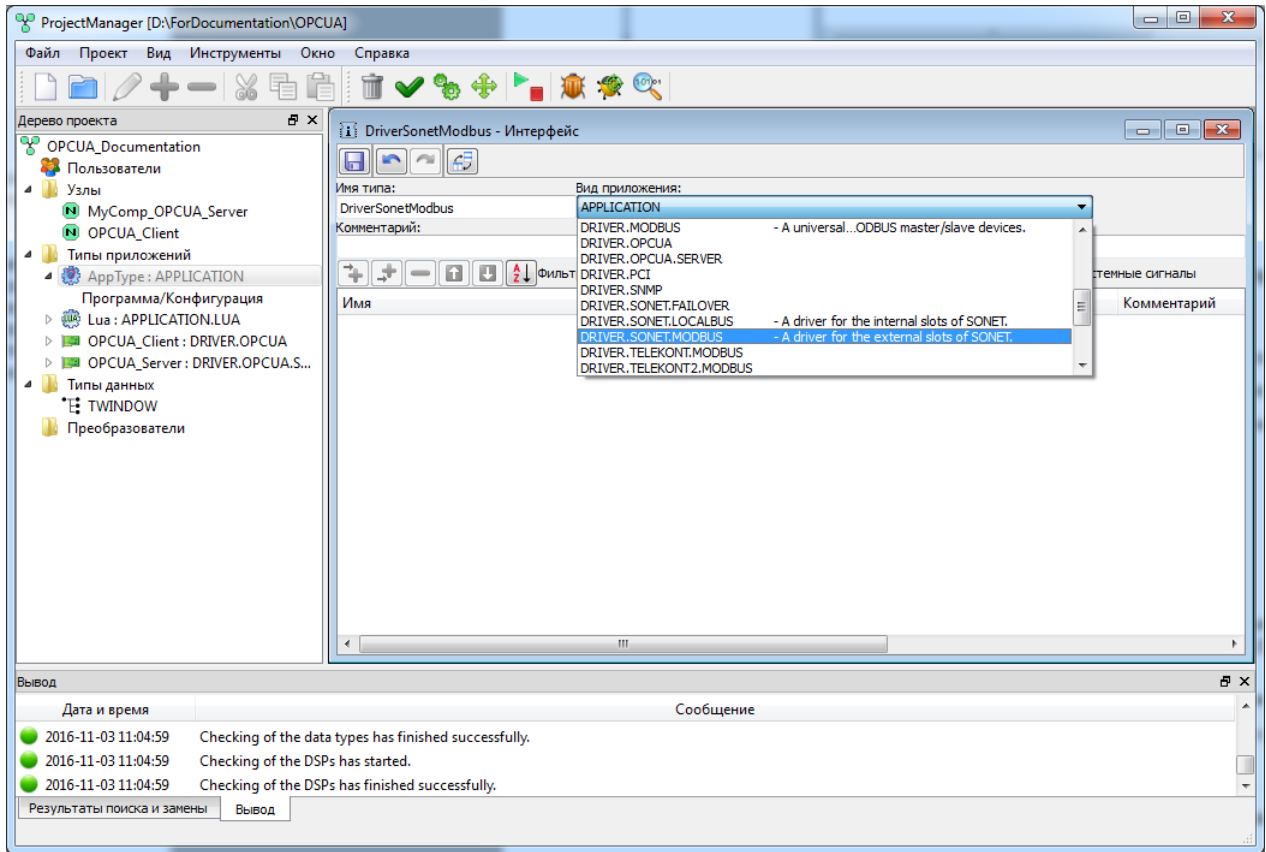 ProjectManager [D:\ForDocumentation\OPCUA]
Файл Проект Вид Инструменты Окно Справка
Дерево проекта
OPCUA_Documentation
Пользователи
Узлы
MyComp_OPCUA_Server
OPCUA_Client
Типы приложений
AppType : APPLICATION
Программа/Конфигурация
Lua : APPLICATION.LUA
OPCUA_Client : DRIVER.OPCUA
OPCUA_Server : DRIVER.OPCUA.S...
Типы данных
TWINDOW
Преобразователи
DriverSonetModbus - Интерфейс
Имя типа: Вид приложения:
DriverSonetModbus APPLICATION
Комментарий:
DRIVER.MODBUS - A universal...ODBUS master/slave devices.
DRIVER.OPCUA
DRIVER.OPCUA.SERVER
DRIVER.PCI
DRIVER.SNMP
DRIVER.SONET.FAILOVER
DRIVER.SONET.LOCALBUS - A driver for the internal slots of SONET.
DRIVER.SONET.MODBUS - A driver for the external slots of SONET.
DRIVER.TELEKONT.MODBUS
DRIVER.TELEKONT2.MODBUS
Фильт стемные сигналы
Имя Комментарий
Вывод
Дата и время Сообщение
2016-11-03 11:04:59 Checking of the data types has finished successfully.
2016-11-03 11:04:59 Checking of the DSPs has started.
2016-11-03 11:04:59 Checking of the DSPs has finished successfully.
Результаты поиска и замены Вывод